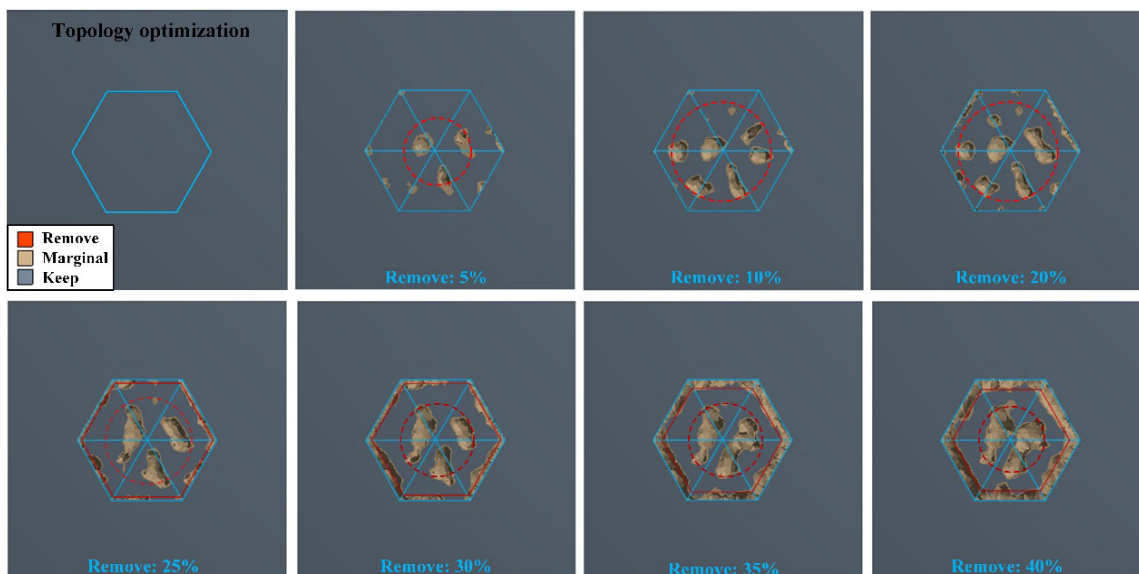 Topology optimization
Remove
Marginal
Keep
Remove: 5%
Remove: 10%
Remove: 20%
Remove: 25%
Remove: 30%
Remove: 35%
Remove: 40%